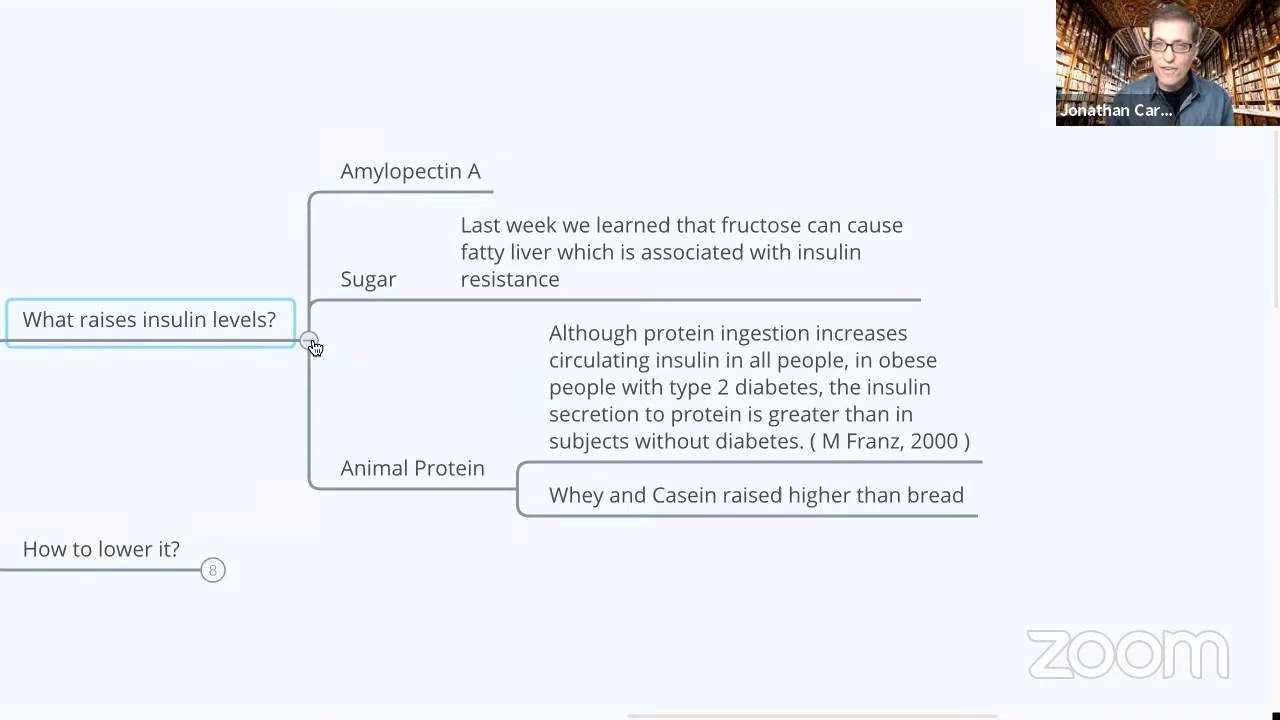 Jonathan Car...
Amylopectin A
Last week we learned that fructose can cause
fatty liver which is associated with insulin
resistance
Sugar
What raises insulin levels?
Although protein ingestion increases
circulating insulin in all people, in obese
people with type 2 diabetes, the insulin
secretion to protein is greater than in
subjects without diabetes. ( M Franz, 2000 )
Animal Protein
Whey and Casein raised higher than bread
How to lower it?
8
zoom